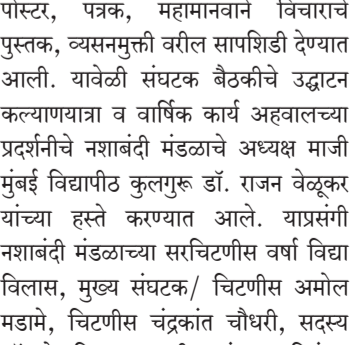 पोस्टर, पत्रक, महामानवाने विचाराचे
पुस्तक, व्यसनमुक्ती वरील सापशिडी देण्यात
आली. यावेळी संघटक बैठकीचे उद्घाटन
कल्याणयात्रा व वार्षिक कार्य अहवालच्या
प्रदर्शनीचे नशाबंदी मंडळाचे अध्यक्ष माजी
मुंबई विद्यापीठ कुलगुरू डॉ. राजन वेळूकर
यांच्या हस्ते करण्यात आले. याप्रसंगी
नशाबंदी मंडळाच्या सरचिटणीस वर्षा विद्या
विलास, मुख्य संघटक/ चिटणीस अमोल
मडामे, चिटणीस चंद्रकांत चौधरी, सदस्य